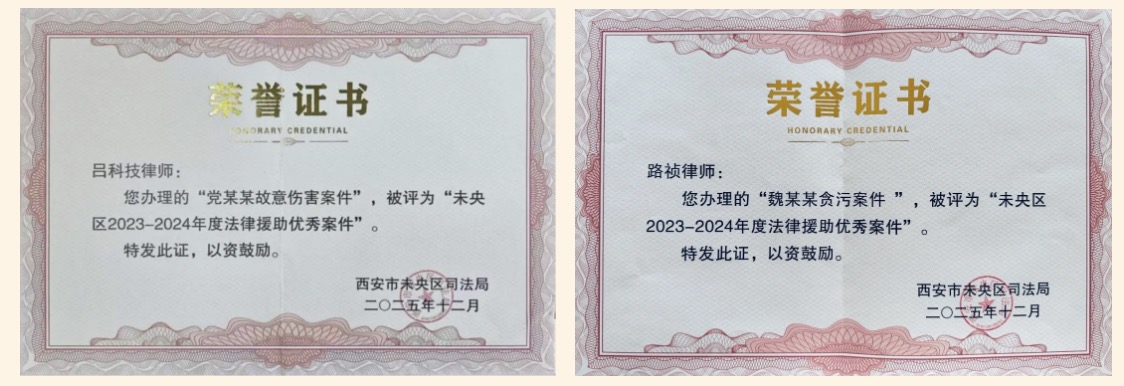 荣誉证书
HONORARY CREDENTIAL
吕科技律师：
您办理的“党某某故意伤害案件”，被评为“未央
区2023-2024年度法律援助优秀案件”。
特发此证，以资鼓励。
西安市未央区司法局
二〇二五年十二月
荣誉证书
HONORARY CREDENTIAL
路祯律师：
您办理的“魏某某贪污案件 ”，被评为“未央区
2023-2024年度法律援助优秀案件”。
特发此证，以资鼓励。
西安市未央区司法局
二〇二五年十二月